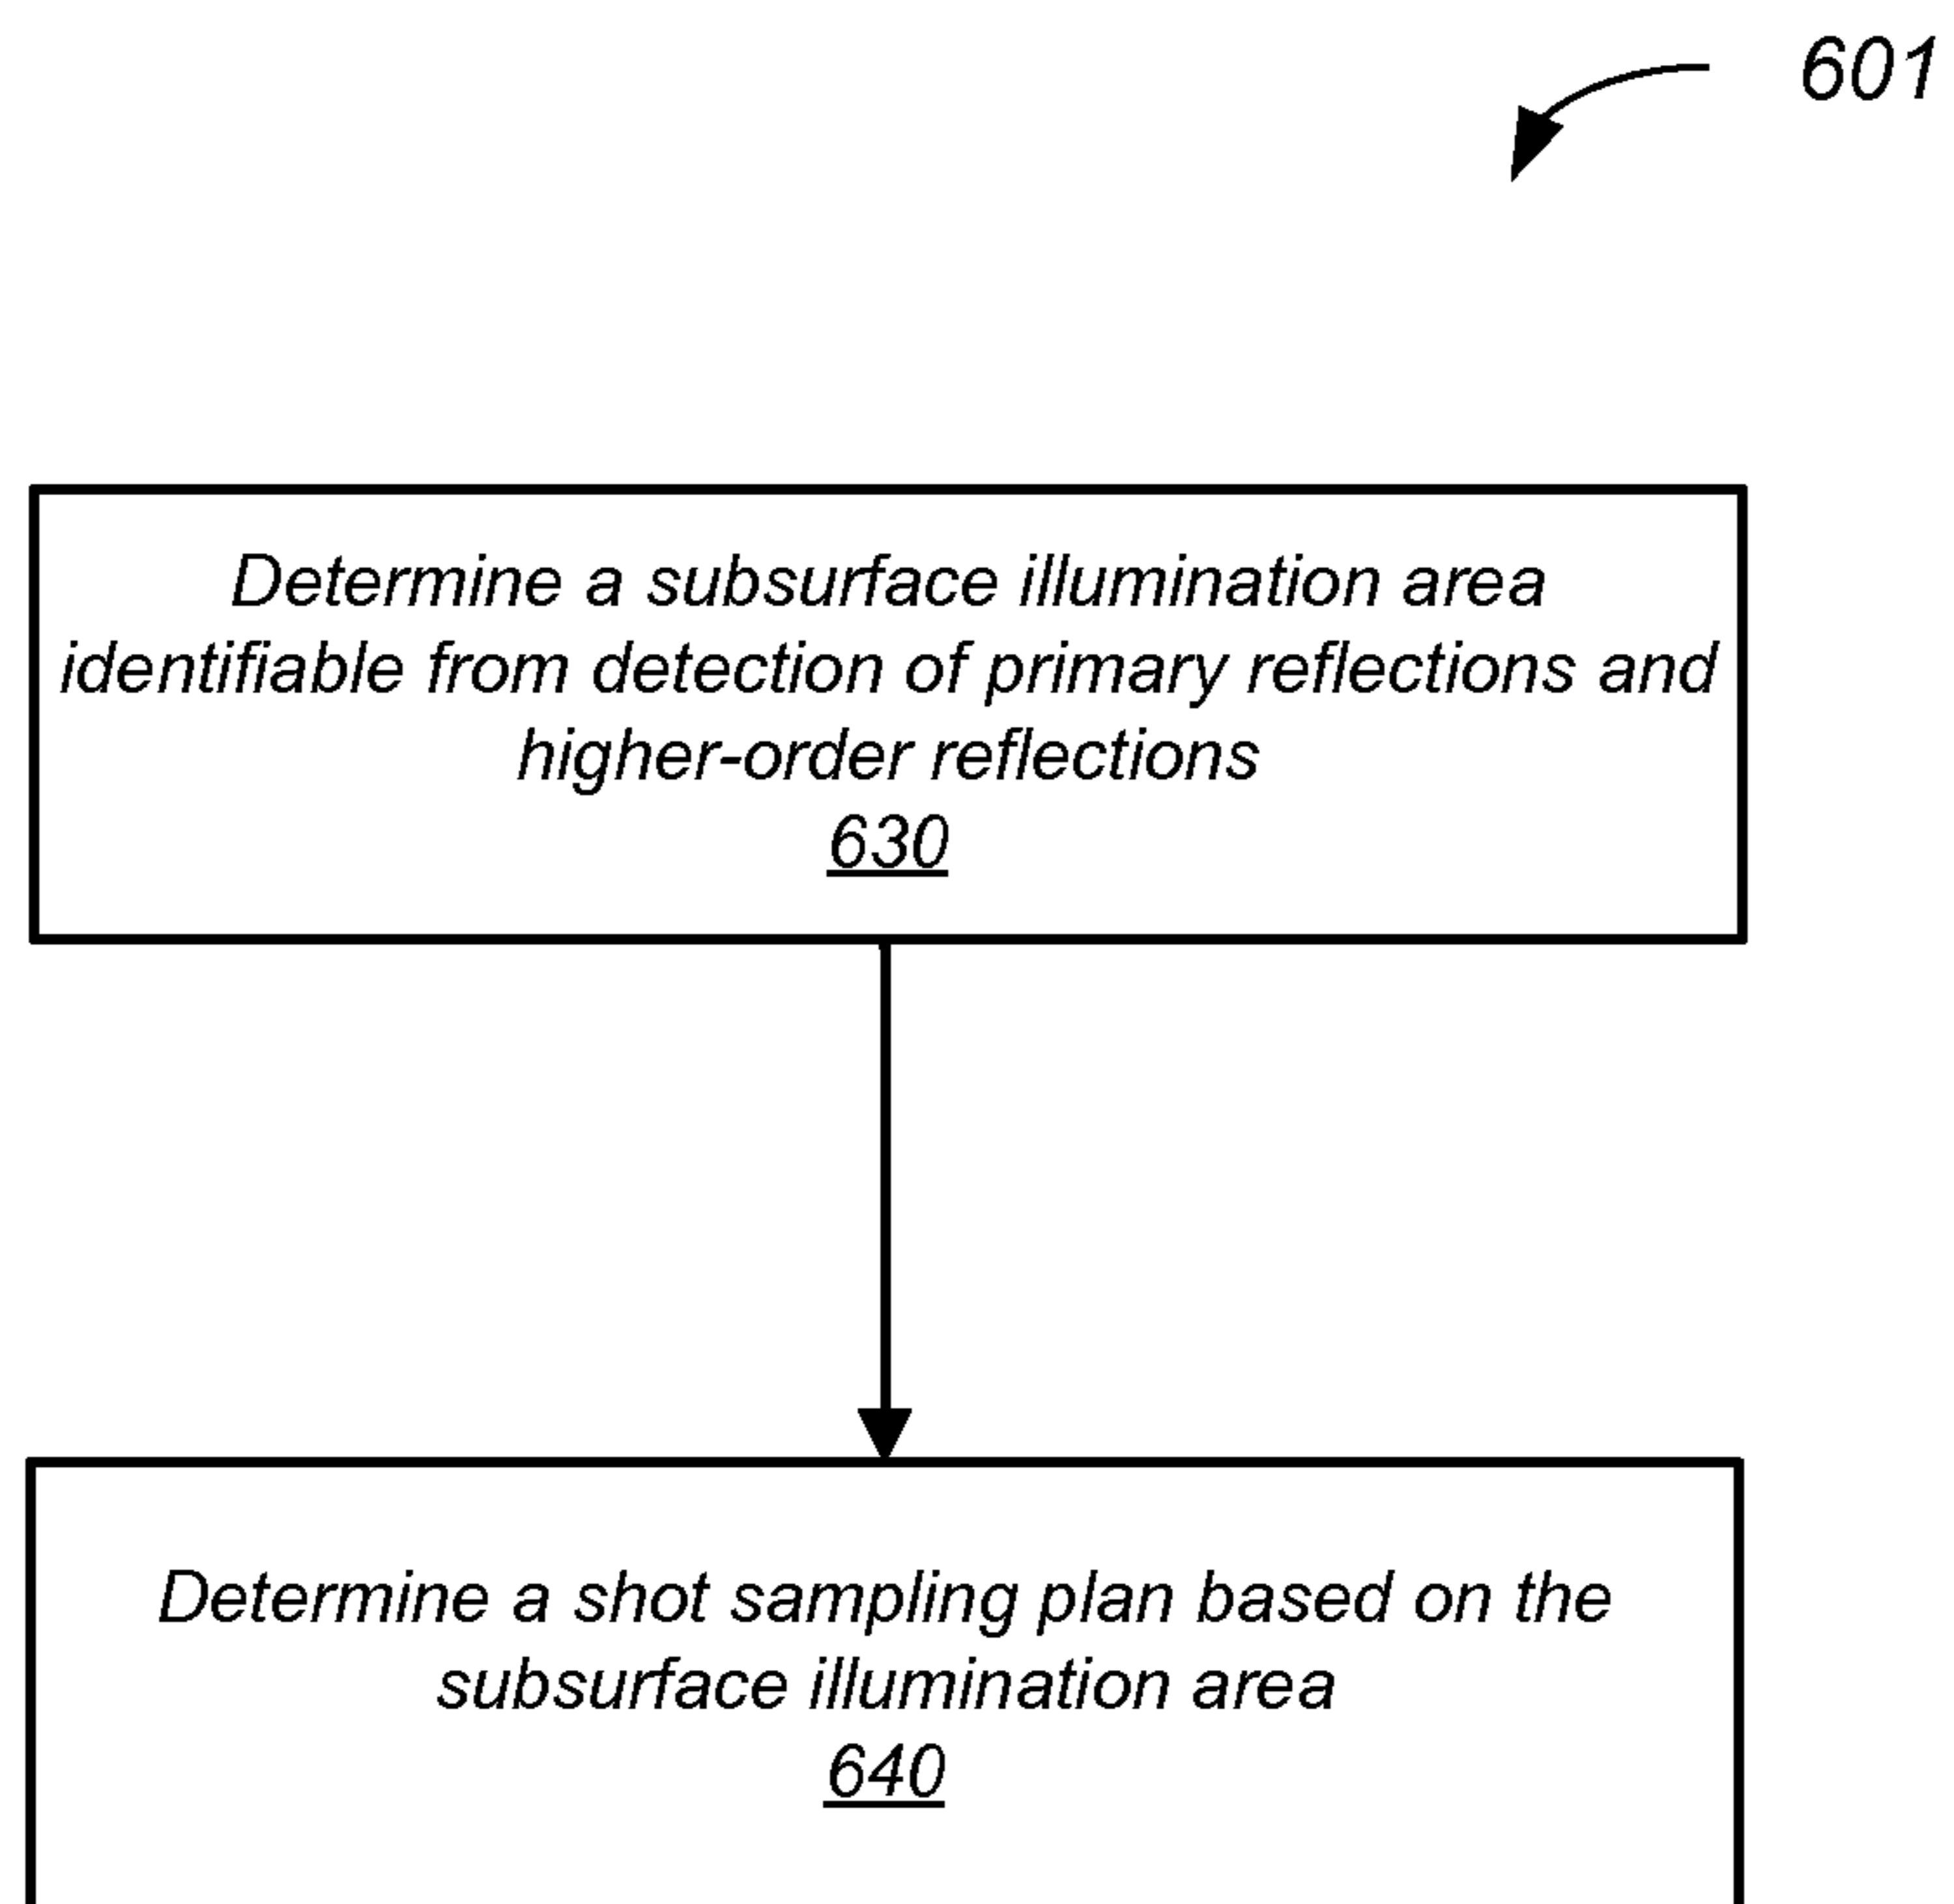 601
Determine a subsurface illumination area
identifiable from detection of primary reflections and
higher-order reflections
630
Determine a shot sampling plan based on the
subsurface illumination area
640